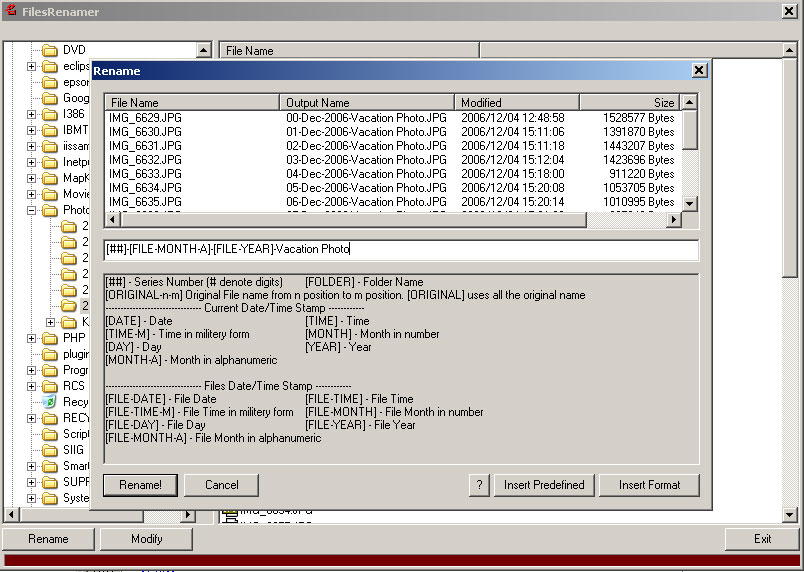 FilesRenamer
File Name
DVD
eclips
epsor
Goog
I386
IBMT
iissam
Inetpu
MapK
Movie
Photo
2
2
2
2
2
2
K
PHP
plugin
Progr
RCS
Recy
RECY
Script
SIIG
Smart
SUPF
Syste
Rename
File Name Output Name Modified Size
IMG_6629.JPG 00-Dec-2006-Vacation Photo.JPG 2006/12/04 12:48:58 1528577 Bytes
IMG_6630.JPG 01-Dec-2006-Vacation Photo.JPG 2006/12/04 15:11:06 1391870 Bytes
IMG_6631.JPG 02-Dec-2006-Vacation Photo.JPG 2006/12/04 15:11:18 1443207 Bytes
IMG_6632.JPG 03-Dec-2006-Vacation Photo.JPG 2006/12/04 15:12:04 1423696 Bytes
IMG_6633.JPG 04-Dec-2006-Vacation Photo.JPG 2006/12/04 15:18:00 911220 Bytes
IMG_6634.JPG 05-Dec-2006-Vacation Photo.JPG 2006/12/04 15:20:08 1053705 Bytes
IMG_6635.JPG 06-Dec-2006-Vacation Photo.JPG 2006/12/04 15:20:14 1010995 Bytes
[##]-[FILE-MONTH-A]-[FILE-YEAR]-Vacation Photo
[##] - Series Number (# denote digits) [FOLDER] - Folder Name
[ORIGINAL-n-m] Original File name from n position to m position. [ORIGINAL] uses all the original name
------------------------------- Current Date/Time Stamp ------------
[DATE] - Date [TIME] - Time
[TIME-M] - Time in militery form [MONTH] - Month in number
[DAY] - Day [YEAR] - Year
[MONTH-A] - Month in alphanumeric
------------------------------- Files Date/Time Stamp ------------
[FILE-DATE] - File Date [FILE-TIME] - File Time
[FILE-TIME-M] - File Time in militery form [FILE-MONTH] - File Month in number
[FILE-DAY] - File Day [FILE-YEAR] - File Year
[FILE-MONTH-A] - File Month in alphanumeric
Rename! Cancel ? Insert Predefined Insert Format
Rename Modify Exit